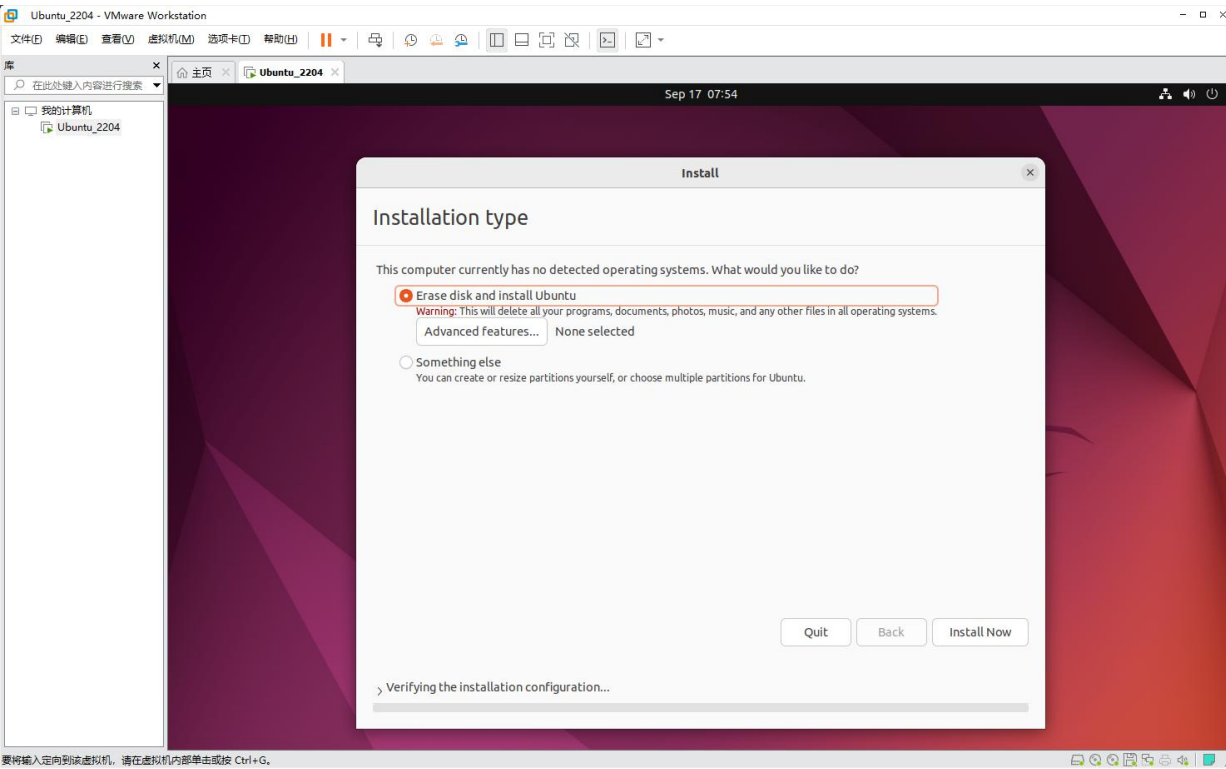 Ubuntu_2204 - VMware Workstation
文件(F) 编辑(E) 查看(V) 虚拟机(M) 选项卡(T) 帮助(H)
库
在此处键入内容进行搜索
我的计算机
Ubuntu_2204
主页 Ubuntu_2204
Sep 17 07:54
Install
Installation type
This computer currently has no detected operating systems. What would you like to do?
Erase disk and install Ubuntu
Warning: This will delete all your programs, documents, photos, music, and any other files in all operating systems.
Advanced features... None selected
Something else
You can create or resize partitions yourself, or choose multiple partitions for Ubuntu.
Quit Back Install Now
Verifying the installation configuration...
要将输入定向到该虚拟机，请在虚拟机内部单击或按 Ctrl+G。